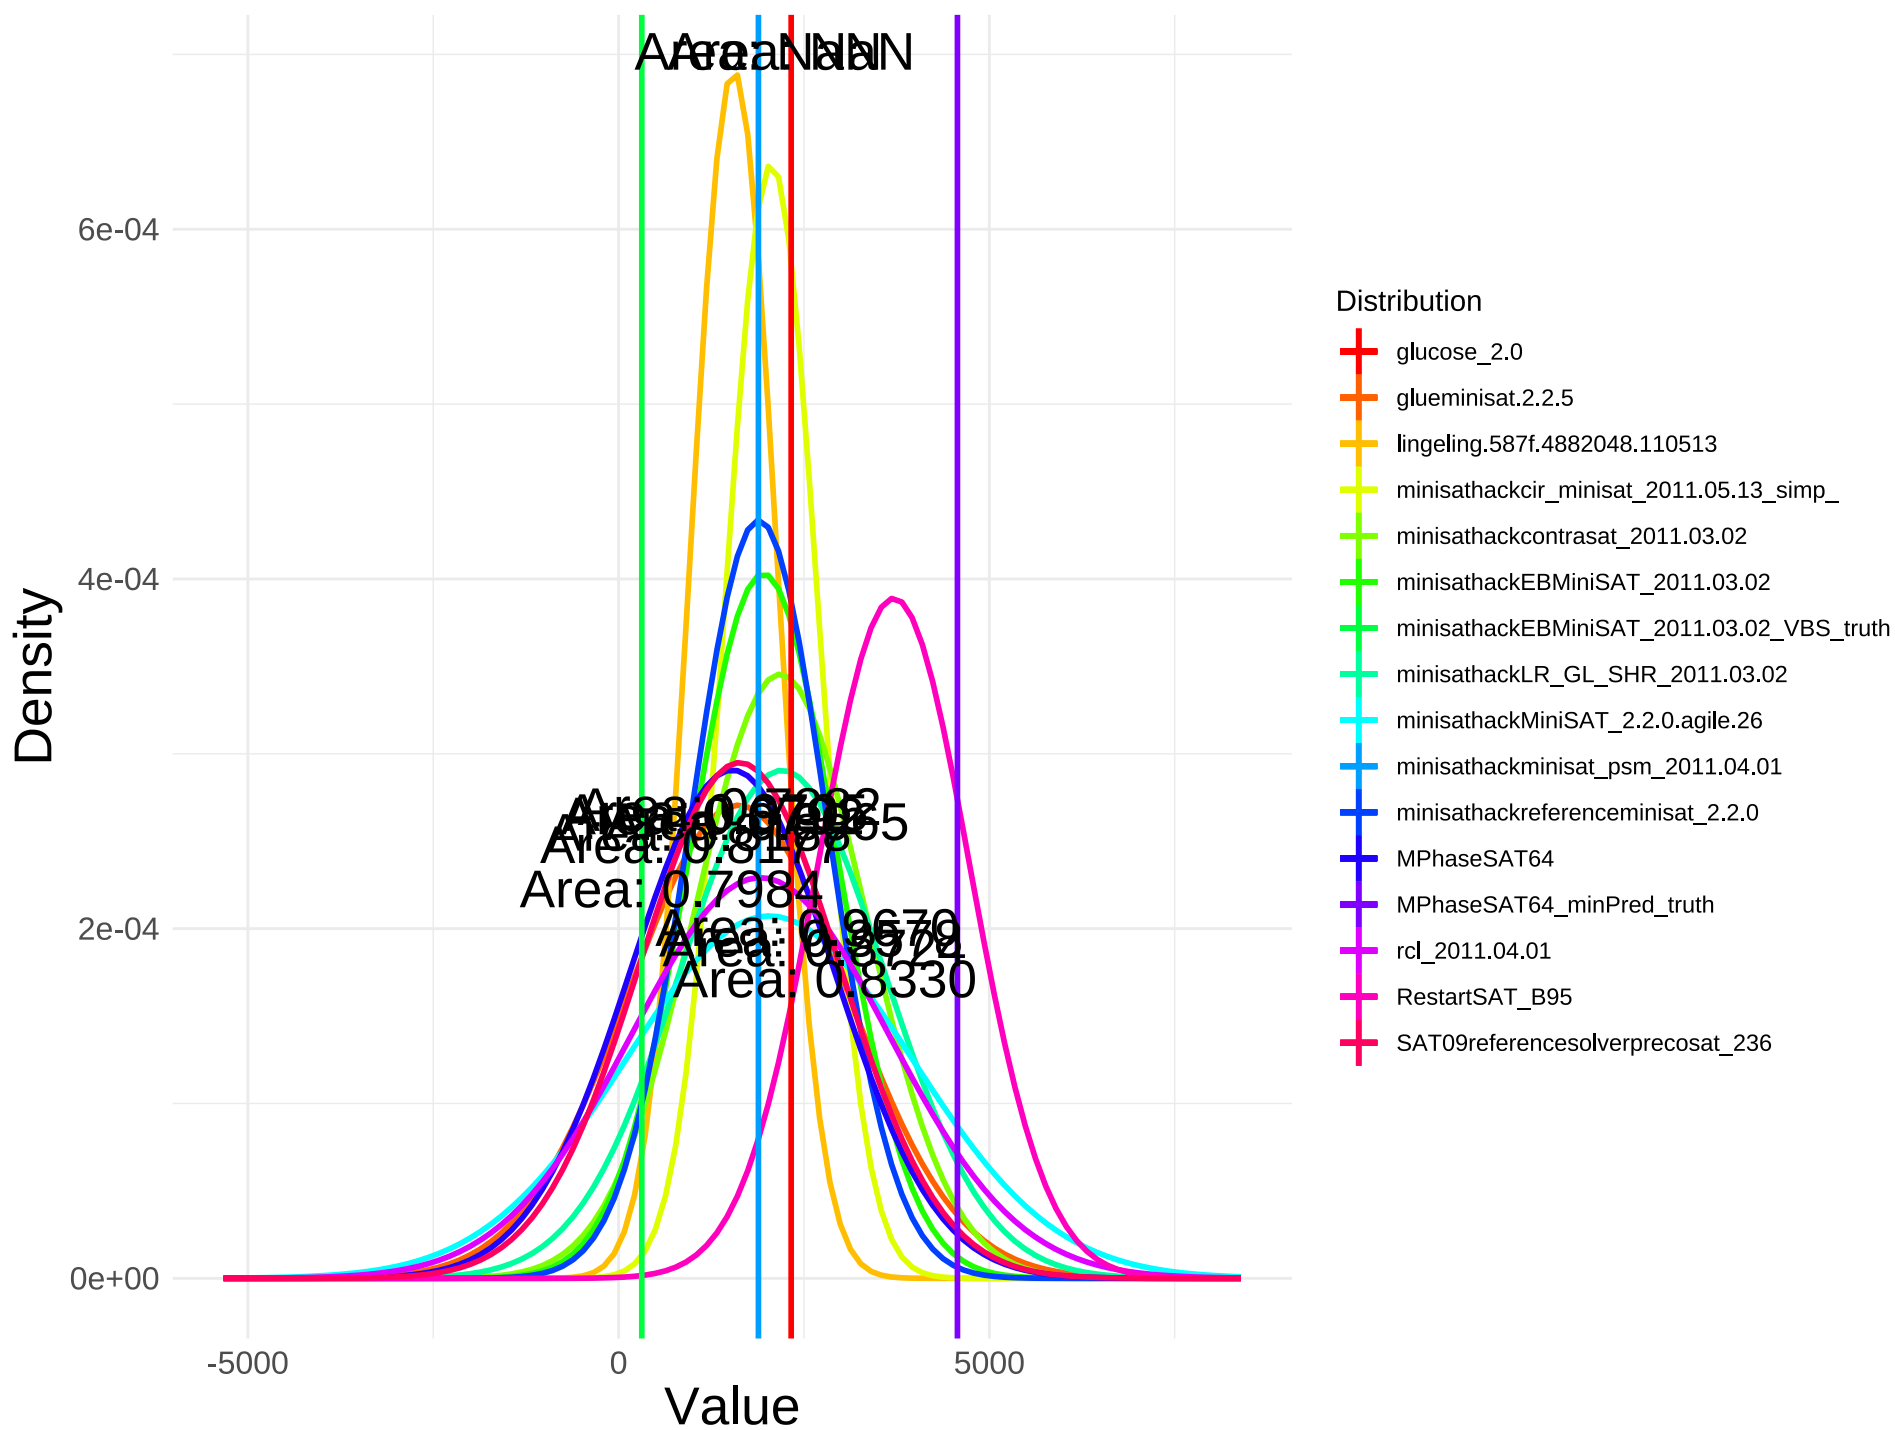 6e-04
4e-04
2e-04
0e+00
Density
Area: 0.7984
Area: 0.8330
-5000
0
5000
Value
Distribution
glucose_2.0
glueminisat.2.2.5
lingeling.587f.4882048.110513
minisathackcir_minisat_2011.05.13_simp_
minisathackcontrasat_2011.03.02
minisathackEBMiniSAT_2011.03.02
minisathackEBMiniSAT_2011.03.02_VBS_truth
minisathackLR_GL_SHR_2011.03.02
minisathackMiniSAT_2.2.0.agile.26
minisathackminisat_psm_2011.04.01
minisathackreferenceminisat_2.2.0
MPhaseSAT64
MPhaseSAT64_minPred_truth
rcl_2011.04.01
RestartSAT_B95
SAT09referencesolverprecosat_236